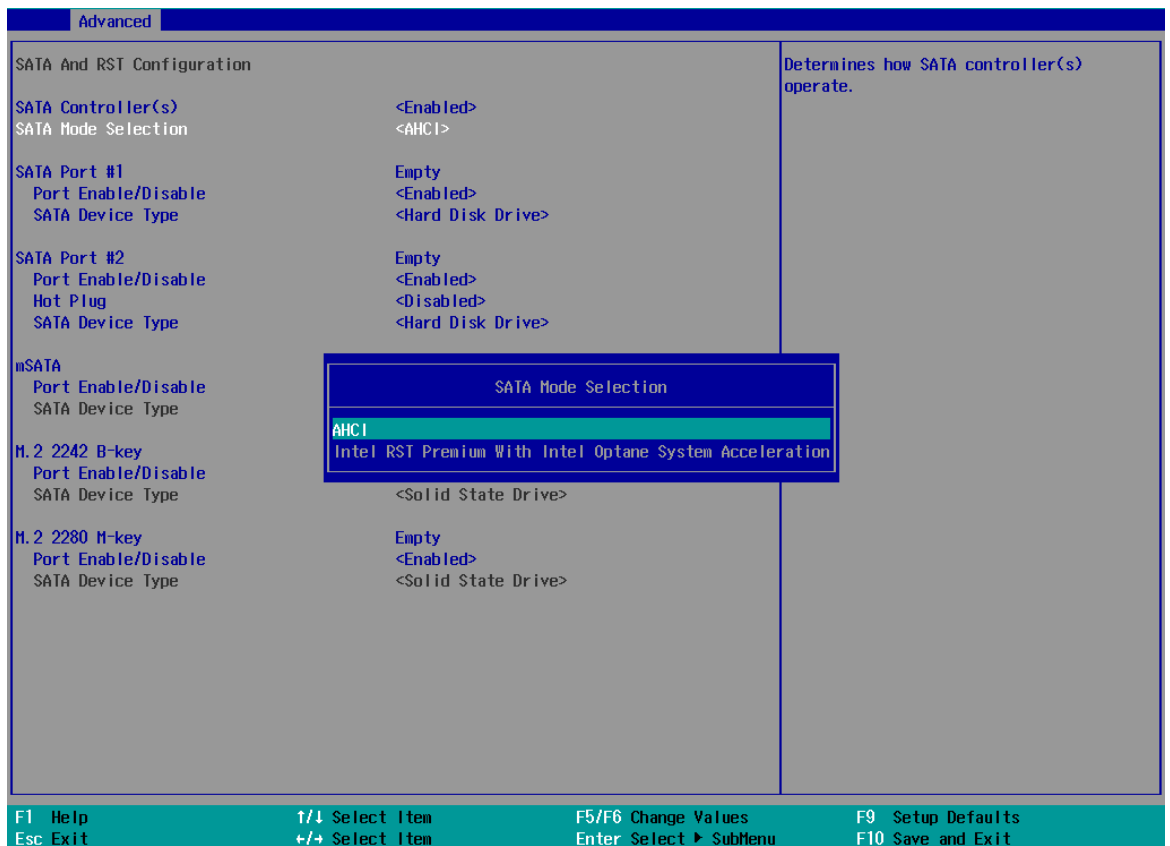 Advanced
SATA And RST Configuration
Determines how SATA controller(s)
operate.
SATA Controller(s) <Enabled>
SATA Mode Selection <AHCI>
SATA Port #1 Empty
Port Enable/Disable <Enabled>
SATA Device Type <Hard Disk Drive>
SATA Port #2 Empty
Port Enable/Disable <Enabled>
Hot Plug <Disabled>
SATA Device Type <Hard Disk Drive>
mSATA
Port Enable/Disable
SATA Device Type
SATA Mode Selection
AHCI
Intel RST Premium With Intel Optane System Acceleration
M.2 2242 B-key
Port Enable/Disable
SATA Device Type <Solid State Drive>
M.2 2280 M-key Empty
Port Enable/Disable <Enabled>
SATA Device Type <Solid State Drive>
F1 Help ↑/↓ Select Item F5/F6 Change Values F9 Setup Defaults
Esc Exit ←/→ Select Item Enter Select ▶ SubMenu F10 Save and Exit